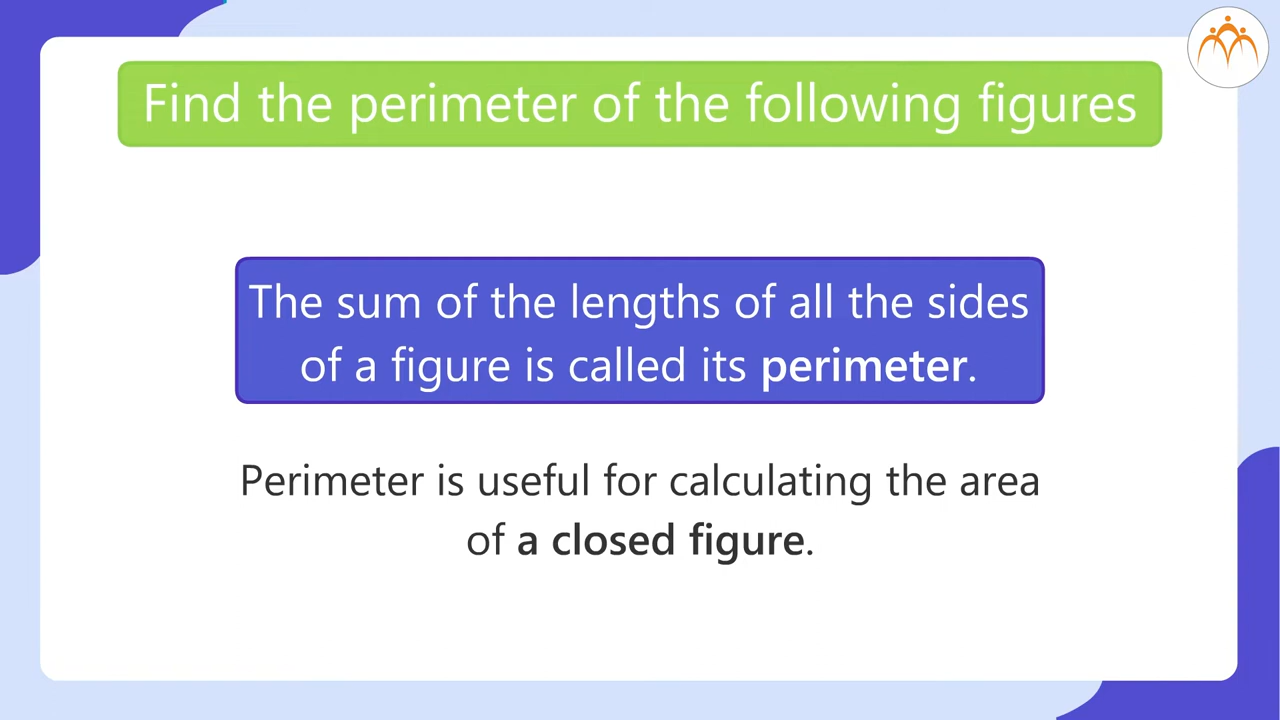 Find the perimeter of the following figures
The sum of the lengths of all the sides
of a figure is called its perimeter.
Perimeter is useful for calculating the area
of a closed figure.